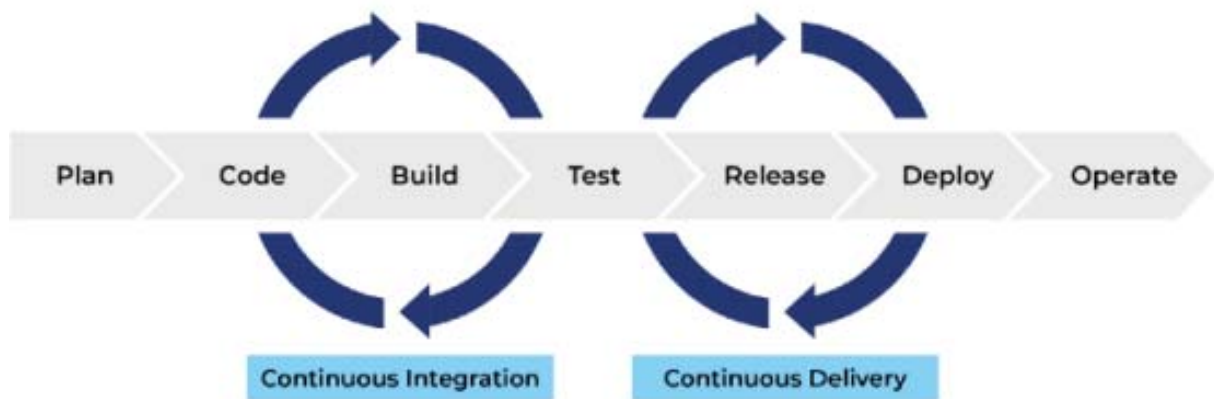 Plan Code Build Test Release Deploy Operate
Continuous Integration Continuous Delivery